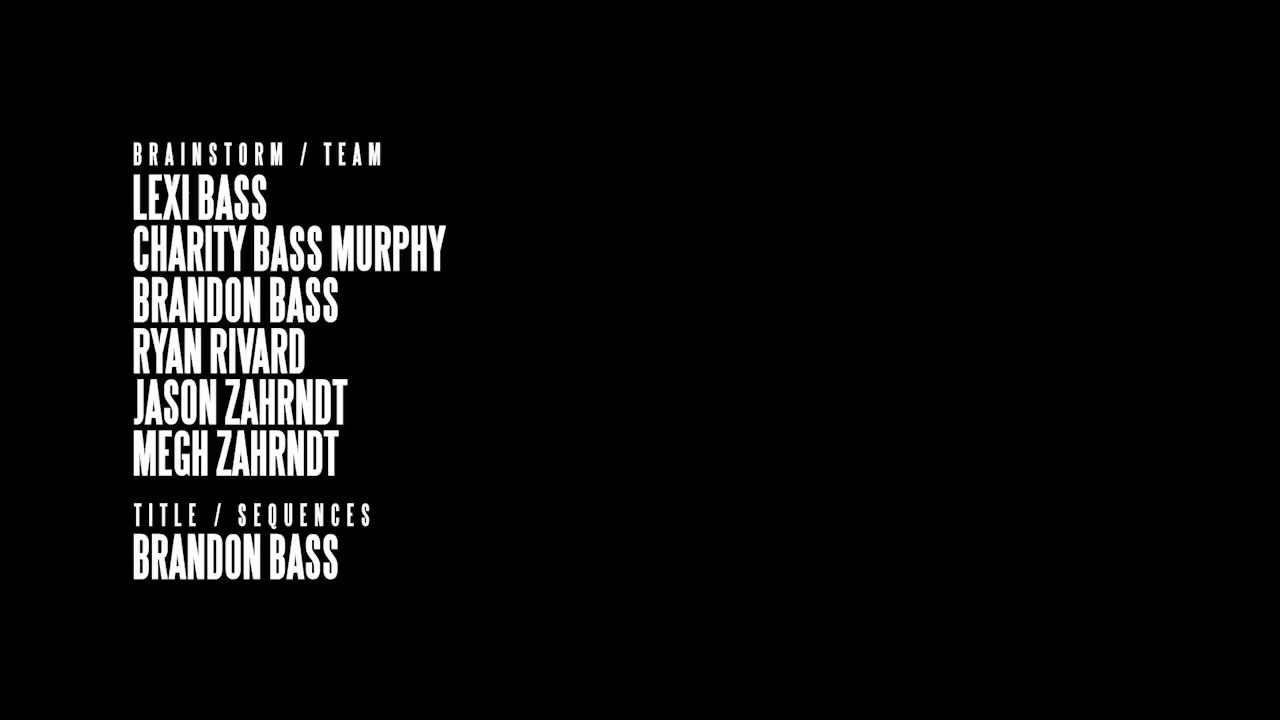 BRAINSTORM / TEAM
LEXI BASS
CHARITY BASS MURPHY
BRANDON BASS
RYAN RIVARD
JASON ZAHRNDT
MEGH ZAHRNDT
TITLE / SEQUENCES
BRANDON BASS